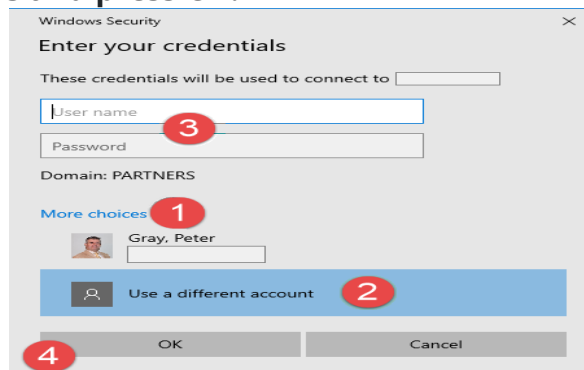 Windows Security
Enter your credentials
These credentials will be used to connect to
User name
3
Password
Domain: PARTNERS
More choices 1
Gray, Peter
Use a different account 2
OK Cancel
4